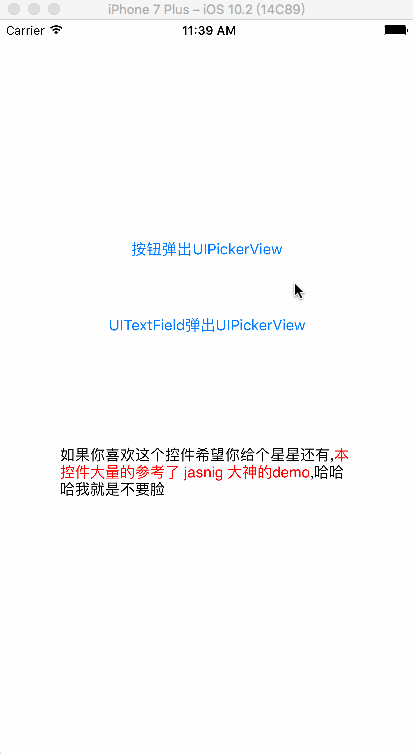 iPhone 7 Plus – iOS 10.2 (14C89)
Carrier 11:39 AM
按钮弹出UIPickerView
UITextField弹出UIPickerView
如果你喜欢这个控件希望你给个星星还有,本
控件大量的参考了 jasnig 大神的demo,哈哈
哈我就是不要脸